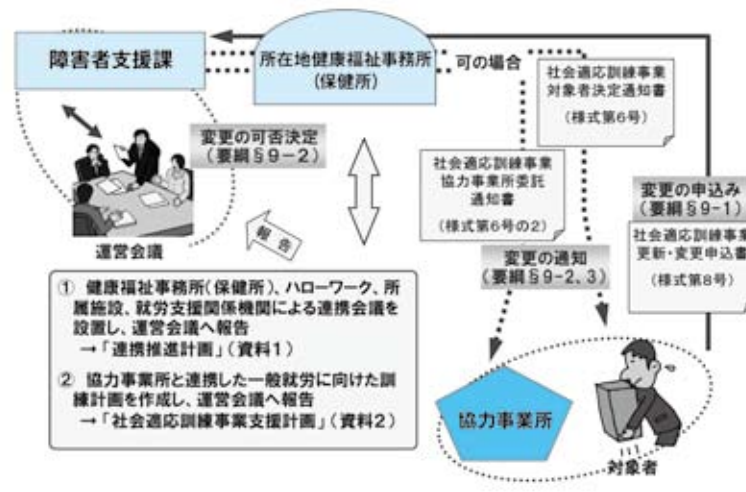 障害者支援課
所在地健康福祉事務所
(保健所)
可の場合
社会適応訓練事業
対象者決定通知書
(様式第6号)
変更の可否決定
(要綱§9-2)
社会適応訓練事業
協力事業所委託
通知書
(様式第6号の2)
変更の申込み
(要綱§9-1)
社会適応訓練事業
更新・変更申込書
(様式第8号)
運営会議
報告
変更の通知
(要綱§9-2、3)
① 健康福祉事務所(保健所)、ハローワーク、所
属施設、就労支援関係機関による連携会議を
設置し、運営会議へ報告
→「連携推進計画」(資料1)
② 協力事業所と連携した一般就労に向けた訓
練計画を作成し、運営会議へ報告
→「社会適応訓練事業支援計画」(資料2)
協力事業所
対象者